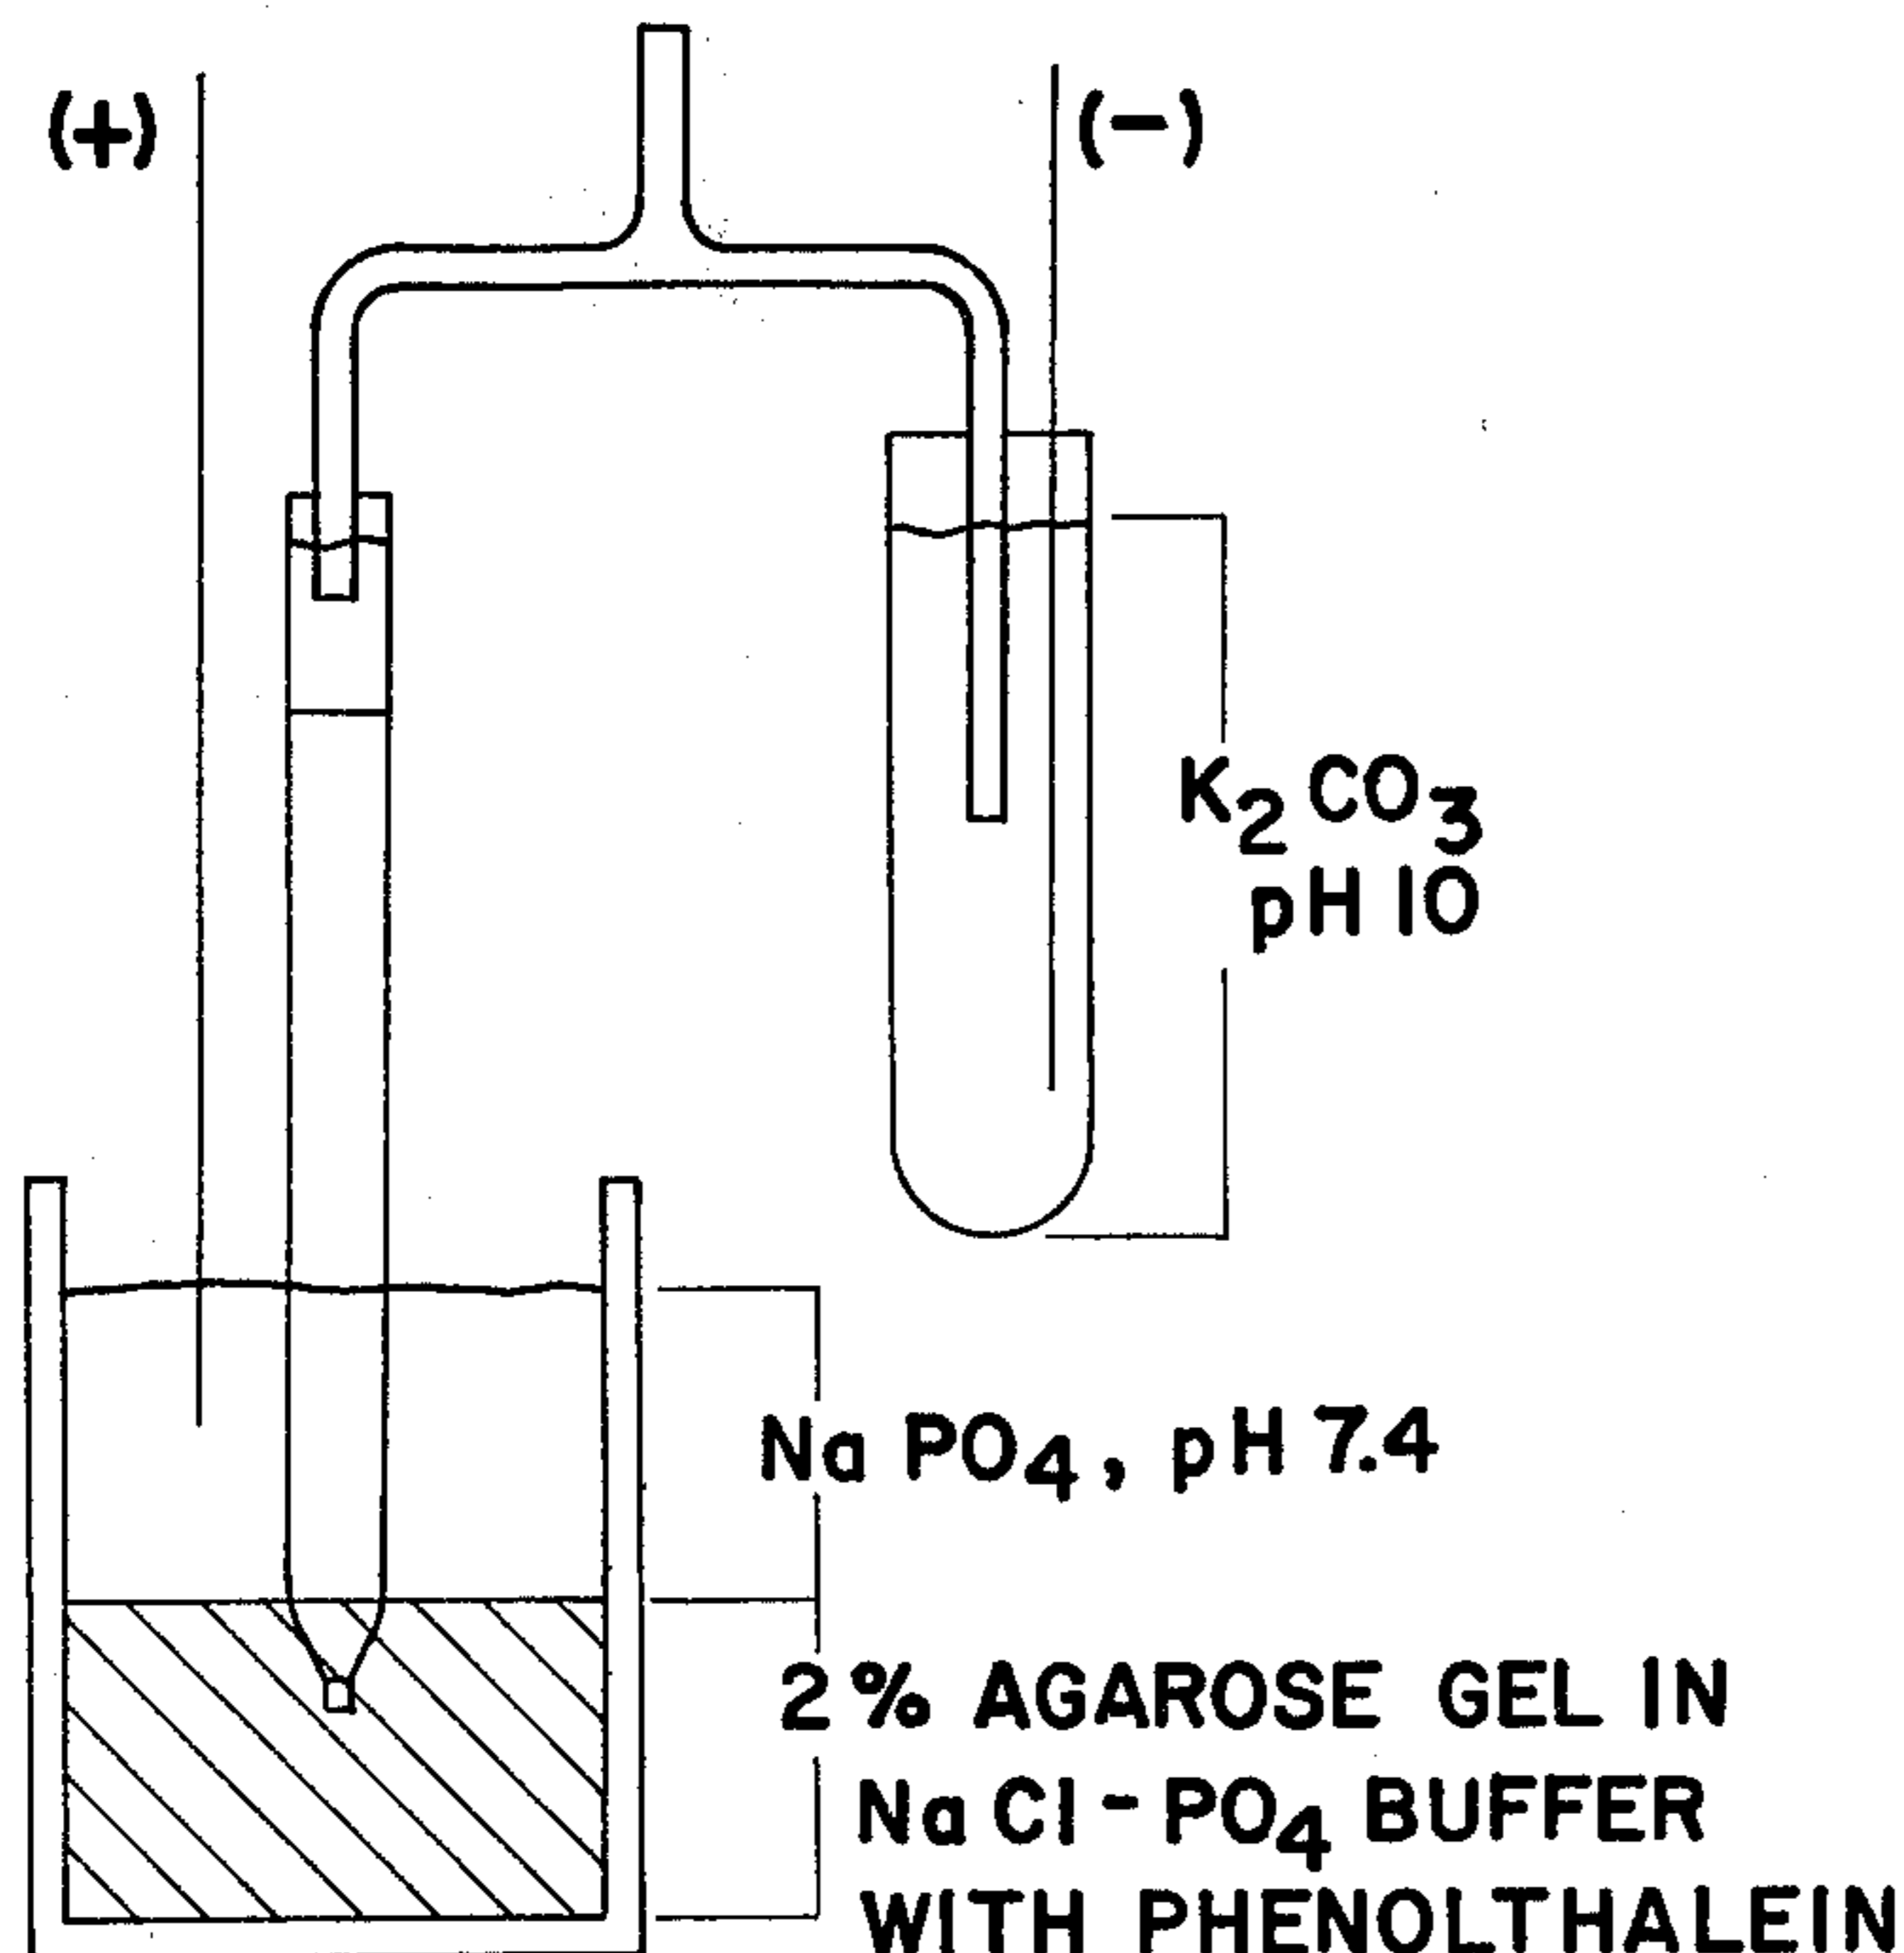 (+)
(-)
K2CO3
pH 10
Na PO4, pH 7.4
2% AGAROSE GEL IN
Na Cl-PO4 BUFFER
WITH PHENOLTHALEIN